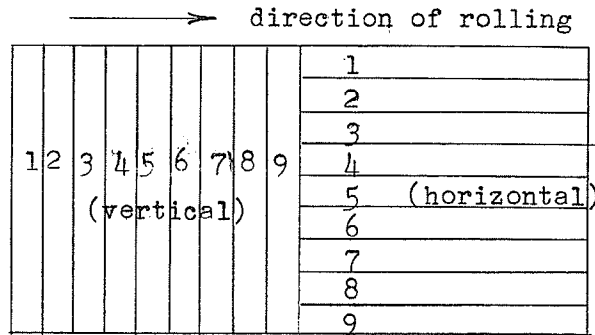 direction of rolling
1 2 3 4 5 6 7 8 9
(vertical)
1
2
3
4
5 (horizontal)
6
7
8
9